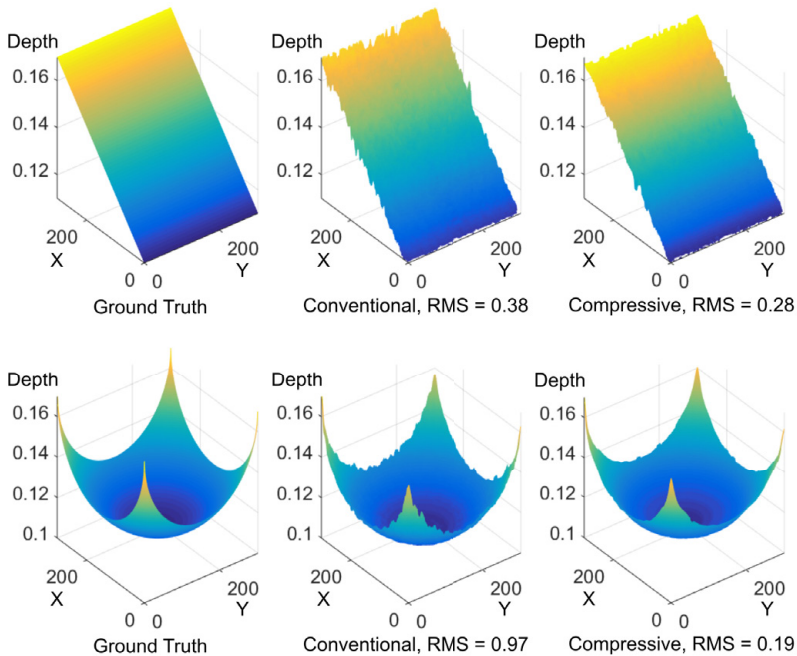 Depth Depth Depth
0.16 0.16 0.16
0.14 0.14 0.14
0.12 0.12 0.12
200 200 200 200 200 200
X Y X Y X Y
0 0 0 0 0 0
Ground Truth Conventional, RMS = 0.38 Compressive, RMS = 0.28
Depth Depth Depth
0.16 0.16 0.16
0.14 0.14 0.14
0.12 0.12 0.12
0.1 0.1 0.1
200 200 200 200 200 200
X Y X Y X Y
0 0 0 0 0 0
Ground Truth Conventional, RMS = 0.97 Compressive, RMS = 0.19